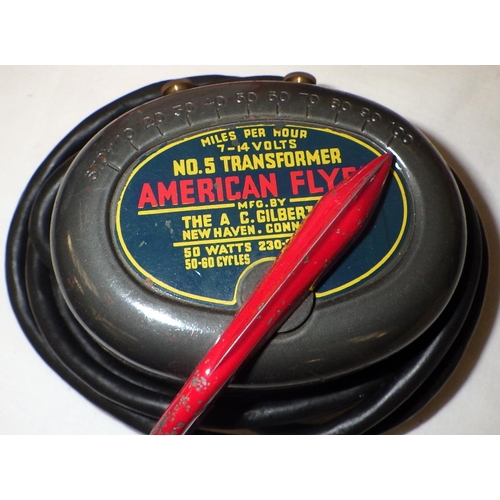 STOP 10 20 30 40 50 60 70 80 90 100
MILES PER HOUR
7-14 VOLTS
NO. 5 TRANSFORMER
AMERICAN
MFG. BY
THE A C. GILBERT
NEW HAVEN. CONN
50 WATTS
50-60 CYCLES